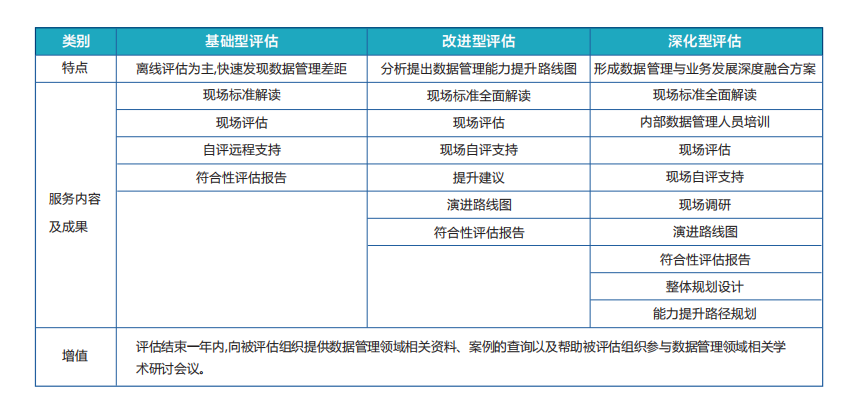 类别 基础型评估 改进型评估 深化型评估
特点 离线评估为主,快速发现数据管理差距 分析提出数据管理能力提升路线图 形成数据管理与业务发展深度融合方案
现场标准解读 现场标准全面解读 现场标准全面解读
现场评估 现场评估 内部数据管理人员培训
自评远程支持 现场自评支持 现场评估
符合性评估报告 提升建议 现场自评支持
服务内容 演进路线图 现场调研
及成果 符合性评估报告 演进路线图
符合性评估报告
整体规划设计
能力提升路径规划
增值 评估结束一年内,向被评估组织提供数据管理领域相关资料、案例的查询以及帮助被评估组织参与数据管理领域相关学
术研讨会议。